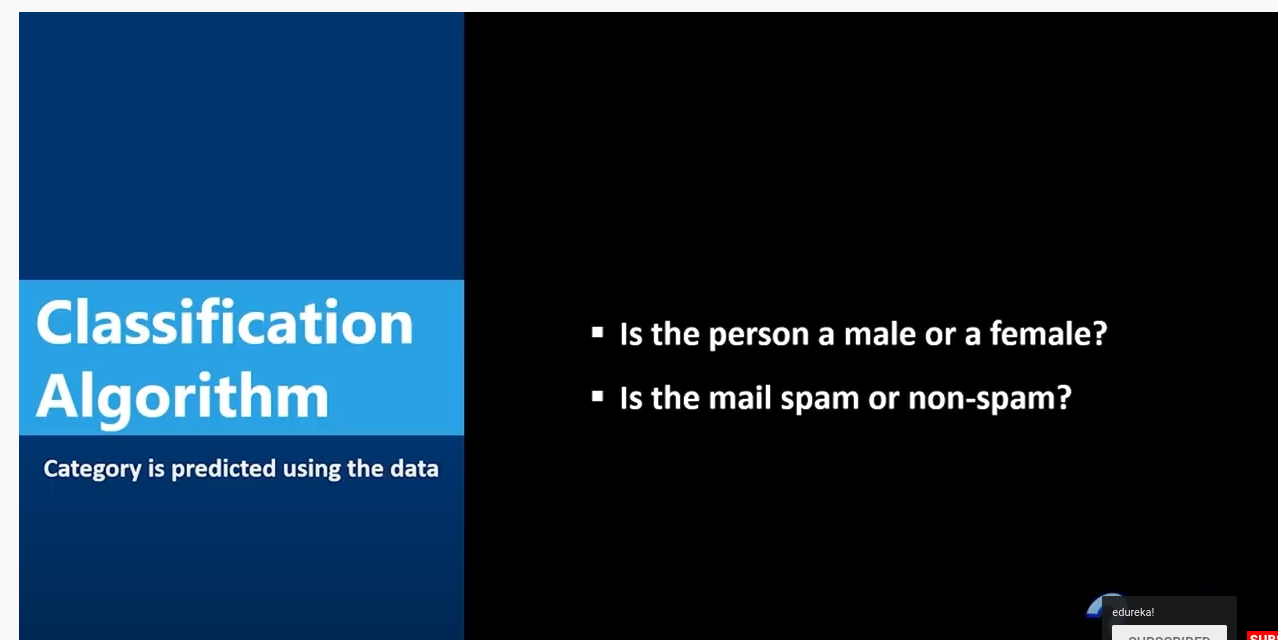 Classification
Algorithm
Category is predicted using the data
▪ Is the person a male or a female?
▪ Is the mail spam or non-spam?
edureka!
SUBSCRIBED